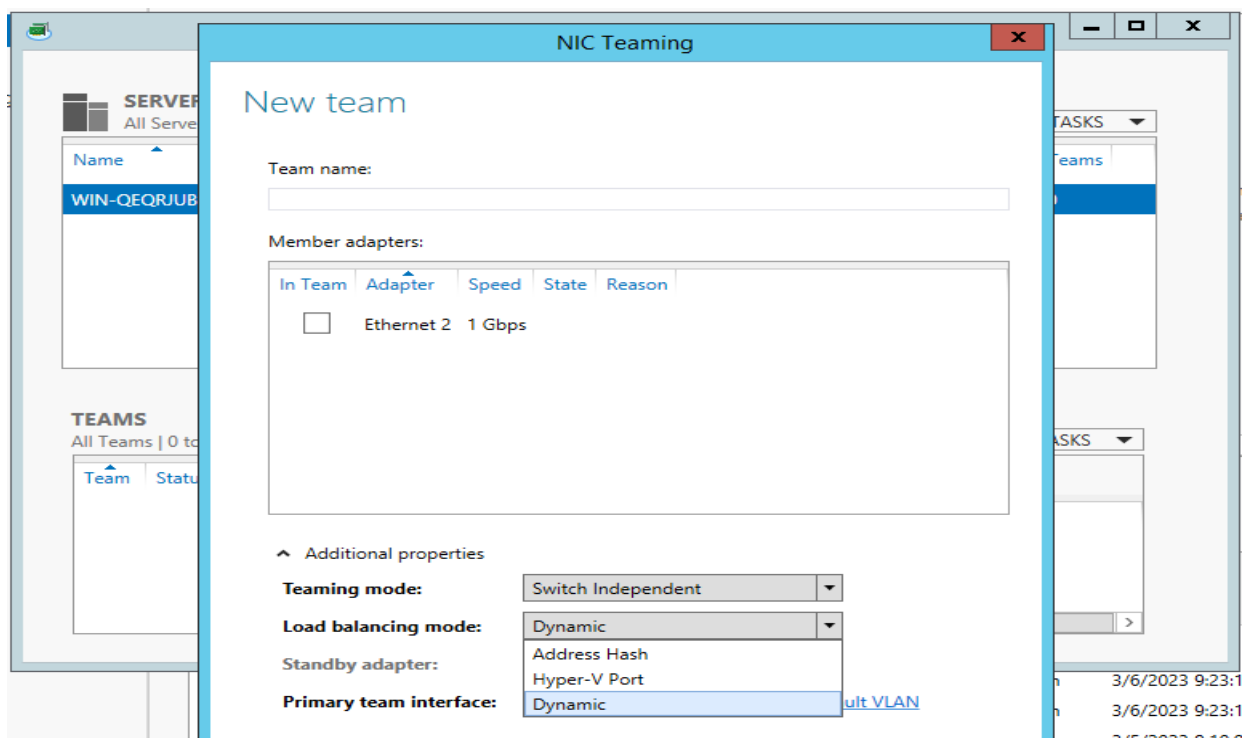 NIC Teaming
X
New team
SERVER
All Serve
TASKS
Name
Teams
WIN-QEQRJUB
Team name:
Member adapters:
In Team Adapter Speed State Reason
Ethernet 2 1 Gbps
TEAMS
All Teams | 0 to
ASKS
Team Statu
Additional properties
Teaming mode: Switch Independent
Load balancing mode: Dynamic
Address Hash
Standby adapter:
Hyper-V Port
Primary team interface: Dynamic ult VLAN
3/6/2023 9:23:1
3/6/2023 9:23:1